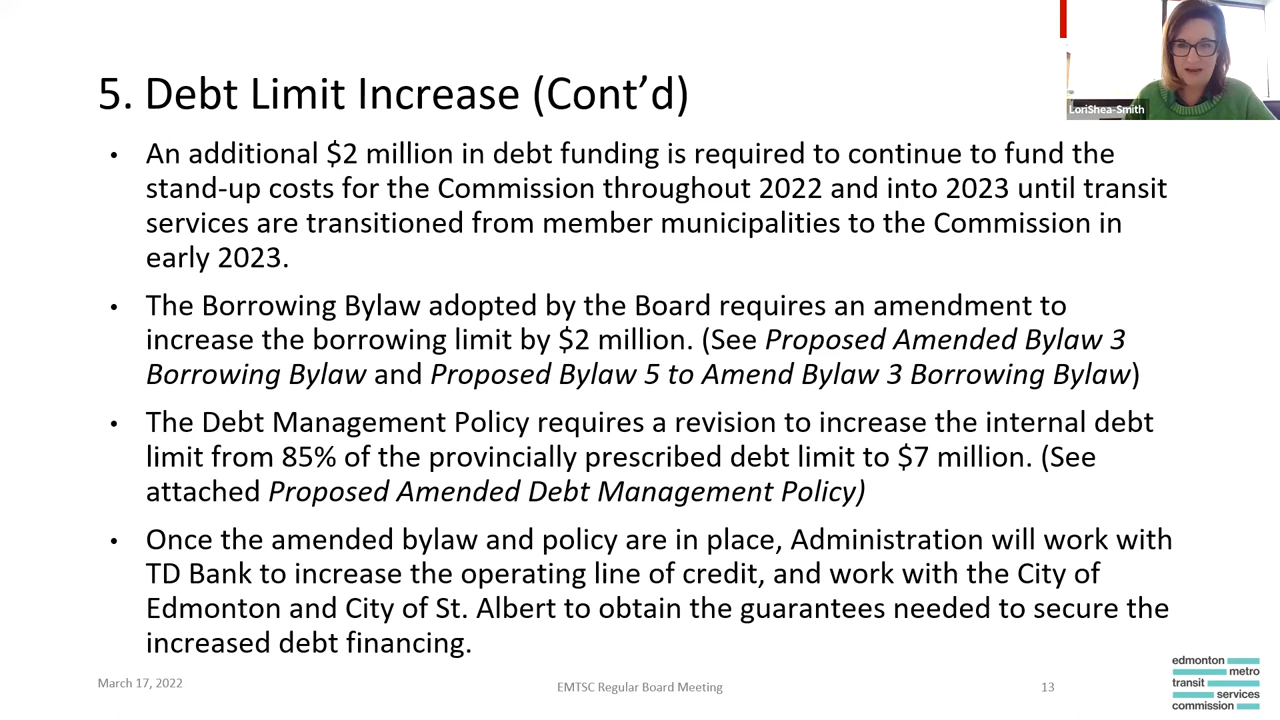 5. Debt Limit Increase (Cont’d)
LoriShea-Smith
• An additional $2 million in debt funding is required to continue to fund the
stand-up costs for the Commission throughout 2022 and into 2023 until transit
services are transitioned from member municipalities to the Commission in
early 2023.
• The Borrowing Bylaw adopted by the Board requires an amendment to
increase the borrowing limit by $2 million. (See Proposed Amended Bylaw 3
Borrowing Bylaw and Proposed Bylaw 5 to Amend Bylaw 3 Borrowing Bylaw)
• The Debt Management Policy requires a revision to increase the internal debt
limit from 85% of the provincially prescribed debt limit to $7 million. (See
attached Proposed Amended Debt Management Policy)
• Once the amended bylaw and policy are in place, Administration will work with
TD Bank to increase the operating line of credit, and work with the City of
Edmonton and City of St. Albert to obtain the guarantees needed to secure the
increased debt financing.
March 17, 2022
EMTSC Regular Board Meeting
13
edmonton
metro
transit
services
commission